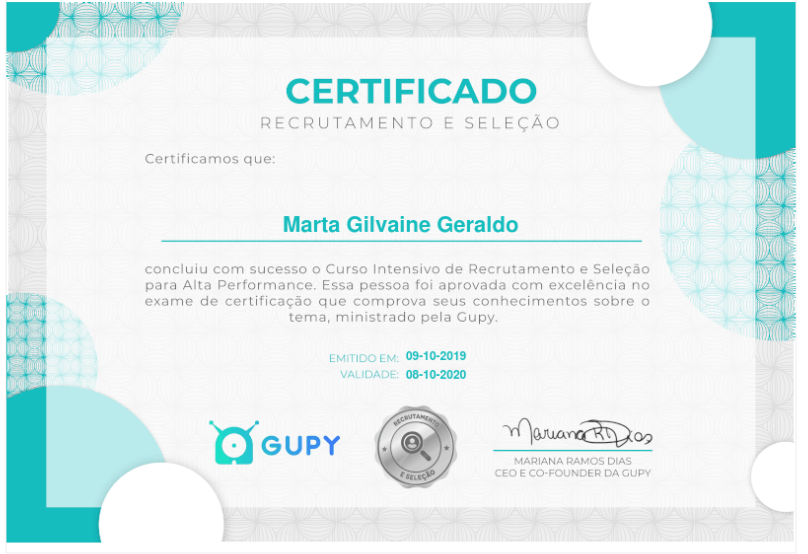 CERTIFICADO
RECRUTAMENTO E SELEÇÃO
Certificamos que:
Marta Gilvaine Geraldo
concluiu com sucesso o Curso Intensivo de Recrutamento e Seleção
para Alta Performance. Essa pessoa foi aprovada com excelência no
exame de certificação que comprova seus conhecimentos sobre o
tema, ministrado pela Gupy.
EMITIDO EM: 09-10-2019
VALIDADE: 08-10-2020
GUPY
RECRUTAMENTO
E SELEÇÃO
Mariana R Dias
MARIANA RAMOS DIAS
CEO E CO-FOUNDER DA GUPY